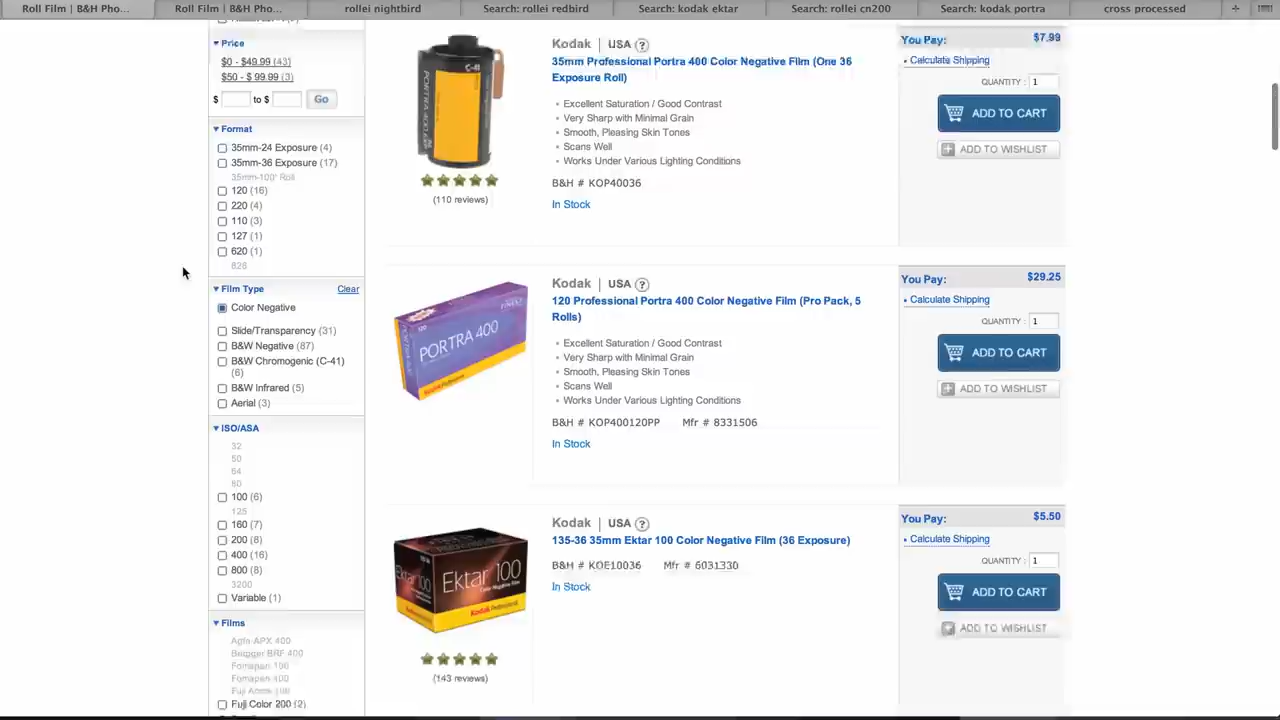 Roll Film | B&H Pho...
Roll Film | B&H Pho...
rollei nightbird
Search: rollei redbird
Search: kodak ektar
Search: rollei cn200
Search: kodak portra
cross processed
Price
$0 - $49.99 (43)
$50 - $ 99.99 (3)
$ to $ Go
Format
35mm-24 Exposure (4)
35mm-36 Exposure (17)
35mm-100' Roll
120 (16)
220 (4)
110 (3)
127 (1)
620 (1)
828
Film Type Clear
Color Negative
Slide/Transparency (31)
B&W Negative (87)
B&W Chromogenic (C-41)
(6)
B&W Infrared (5)
Aerial (3)
ISO/ASA
32
50
64
80
100 (6)
125
160 (7)
200 (8)
400 (16)
800 (8)
3200
Variable (1)
Films
Agfa APX 400
Bergger BRF 400
Fomapan 100
Fomapan 400
Fuji Acros 100
Fuji Color 200 (2)
C-41
PORTRA 400
(110 reviews)
Kodak | USA ?
35mm Professional Portra 400 Color Negative Film (One 36
Exposure Roll)
Excellent Saturation / Good Contrast
Very Sharp with Minimal Grain
Smooth, Pleasing Skin Tones
Scans Well
Works Under Various Lighting Conditions
B&H # KOP40036
In Stock
You Pay: $7.99
Calculate Shipping
QUANTITY : 1
ADD TO CART
ADD TO WISHLIST
120
PORTRA 400
Kodak | USA ?
120 Professional Portra 400 Color Negative Film (Pro Pack, 5
Rolls)
Excellent Saturation / Good Contrast
Very Sharp with Minimal Grain
Smooth, Pleasing Skin Tones
Scans Well
Works Under Various Lighting Conditions
B&H # KOP400120PP Mfr # 8331506
In Stock
You Pay: $29.25
Calculate Shipping
QUANTITY : 1
ADD TO CART
ADD TO WISHLIST
Ektar 100
Ektar 100
Kodak Professional
(143 reviews)
Kodak | USA ?
135-36 35mm Ektar 100 Color Negative Film (36 Exposure)
B&H # KOE10036 Mfr # 6031330
In Stock
You Pay: $5.50
Calculate Shipping
QUANTITY : 1
ADD TO CART
ADD TO WISHLIST